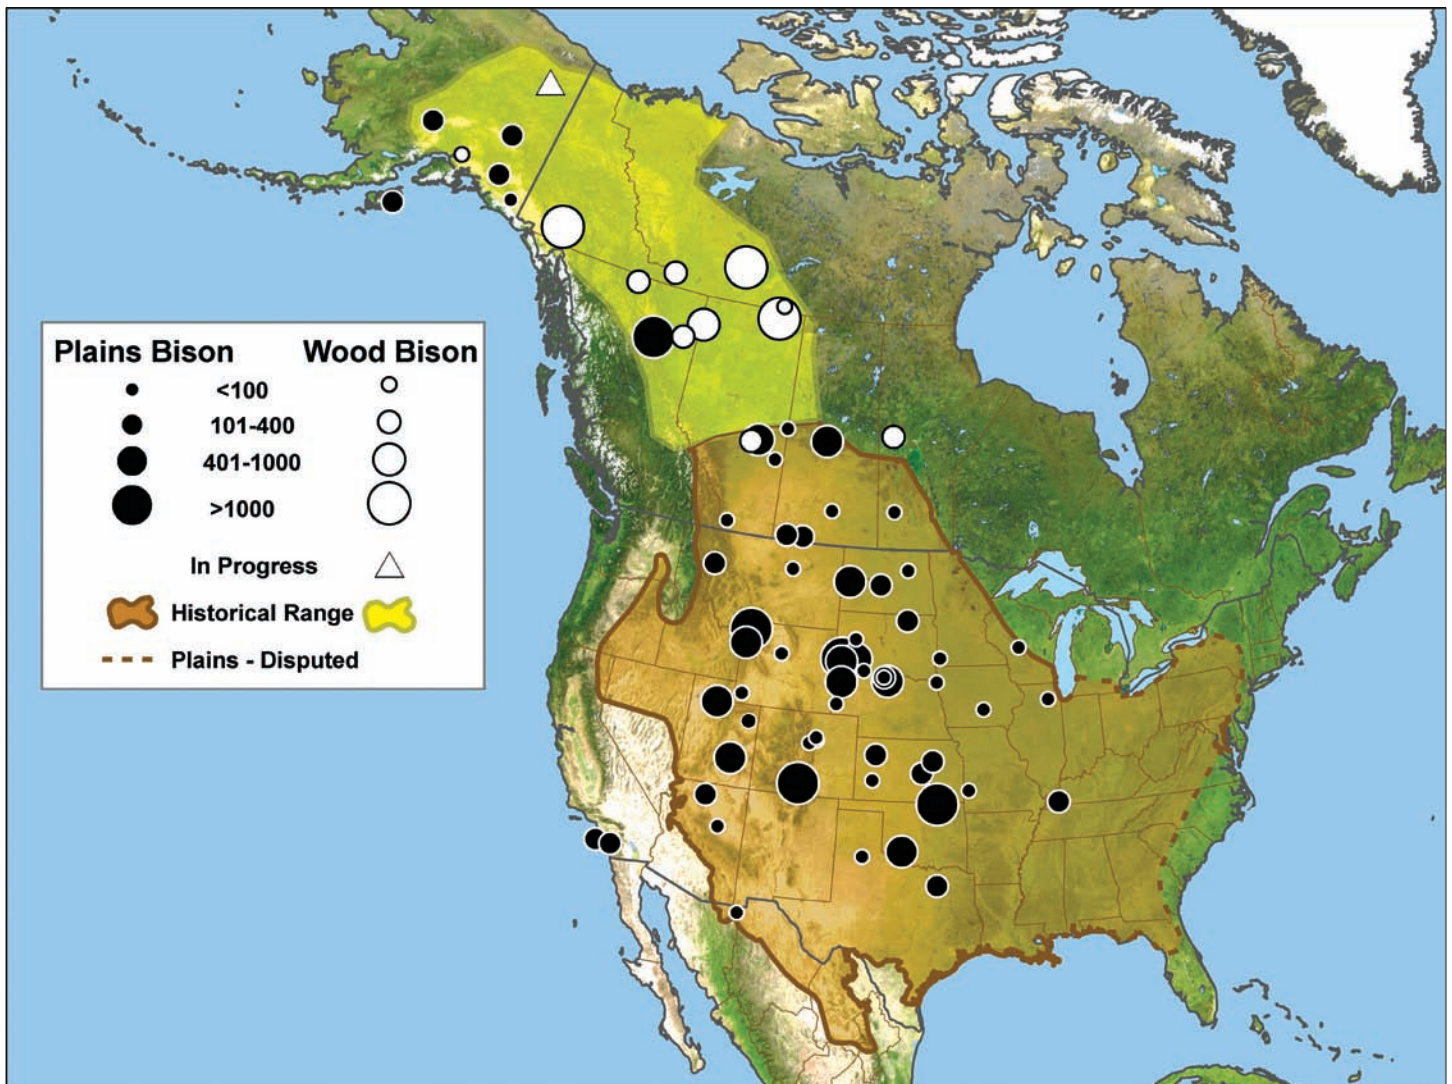 Plains Bison Wood Bison
<100
101-400
401-1000
>1000
In Progress
Historical Range
Plains - Disputed